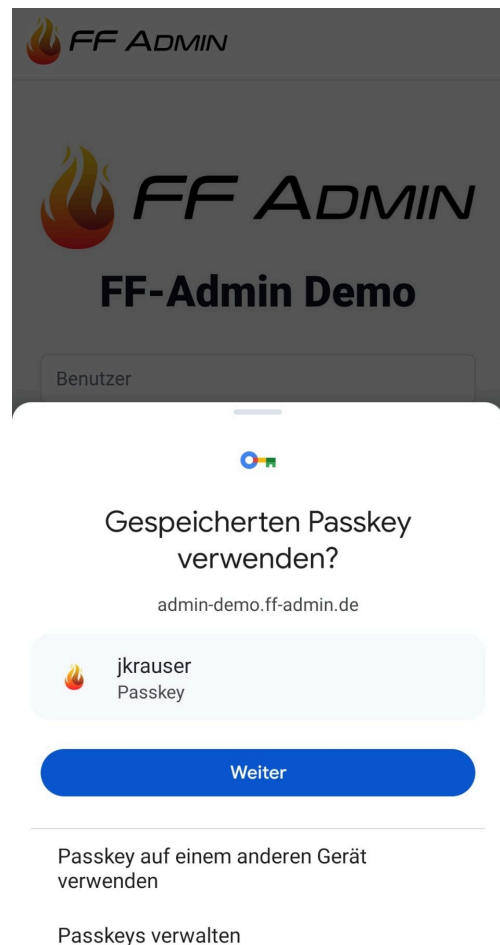 FF ADMIN
FF ADMIN
FF-Admin Demo
Benutzer
Gespeicherten Passkey
verwenden?
admin-demo.ff-admin.de
jkrauser
Passkey
Weiter
Passkey auf einem anderen Gerät
verwenden
Passkeys verwalten